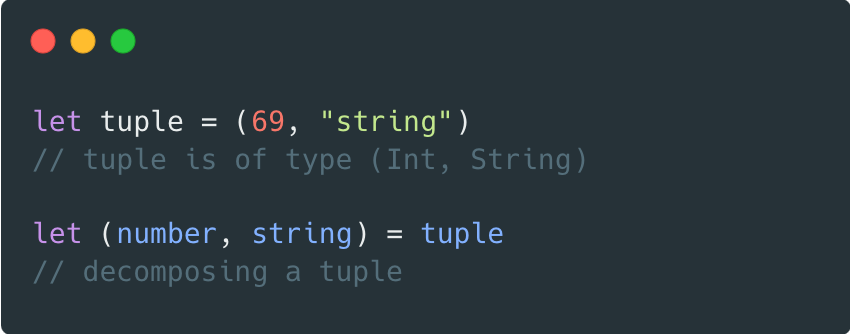 let tuple = (69, "string")
// tuple is of type (Int, String)
let (number, string) = tuple
// decomposing a tuple